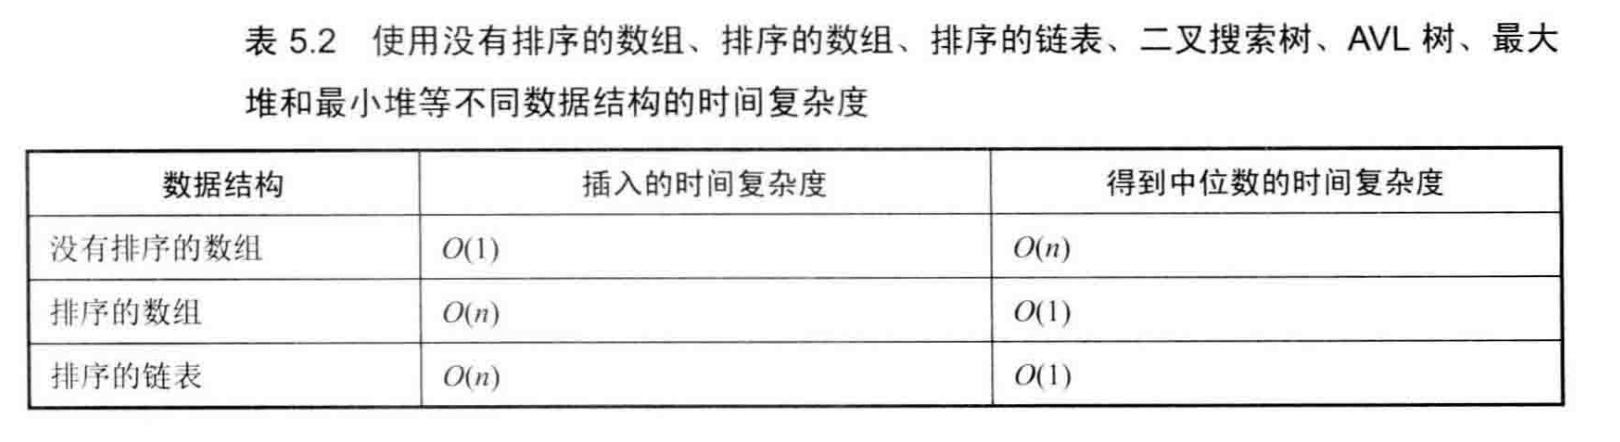 表 5.2 使用没有排序的数组、排序的数组、排序的链表、二叉搜索树、AVL 树、最大
堆和最小堆等不同数据结构的时间复杂度
数据结构 插入的时间复杂度 得到中位数的时间复杂度
没有排序的数组 O(1) O(n)
排序的数组 O(n) O(1)
排序的链表 O(n) O(1)